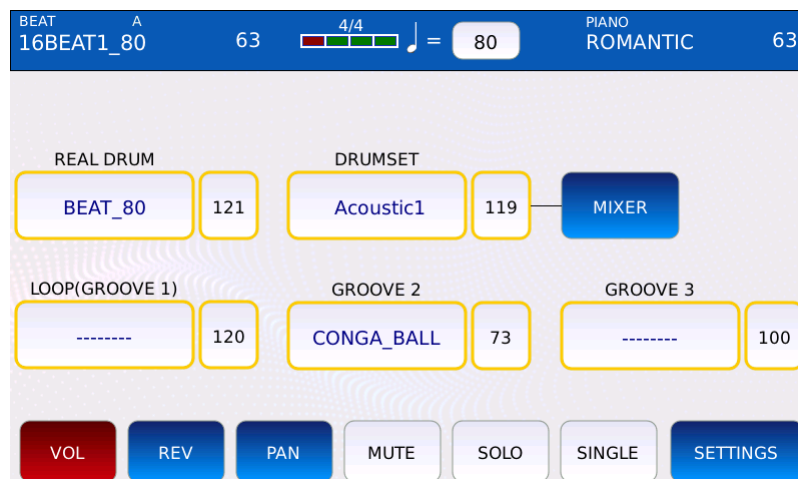 BEAT A 4/4 PIANO
16BEAT1_80 63 = 80 ROMANTIC 63
REAL DRUM DRUMSET
BEAT_80 121 Acoustic1 119 MIXER
LOOP(GROOVE 1) GROOVE 2 GROOVE 3
-------- 120 CONGA_BALL 73 -------- 100
VOL REV PAN MUTE SOLO SINGLE SETTINGS